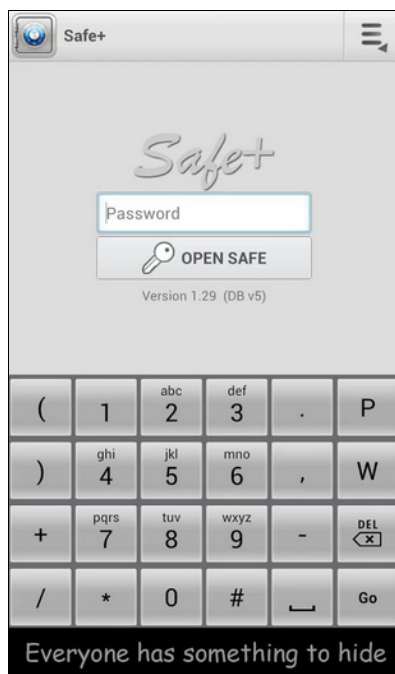 Safe+
Safe+
Password
OPEN SAFE
Version 1.29 (DB v5)
( 1 abc 2 def 3 . P
) ghi 4 jkl 5 mno 6 , W
+ pqrs 7 tuv 8 wxyz 9 - DEL
/ * 0 # Go
Everyone has something to hide